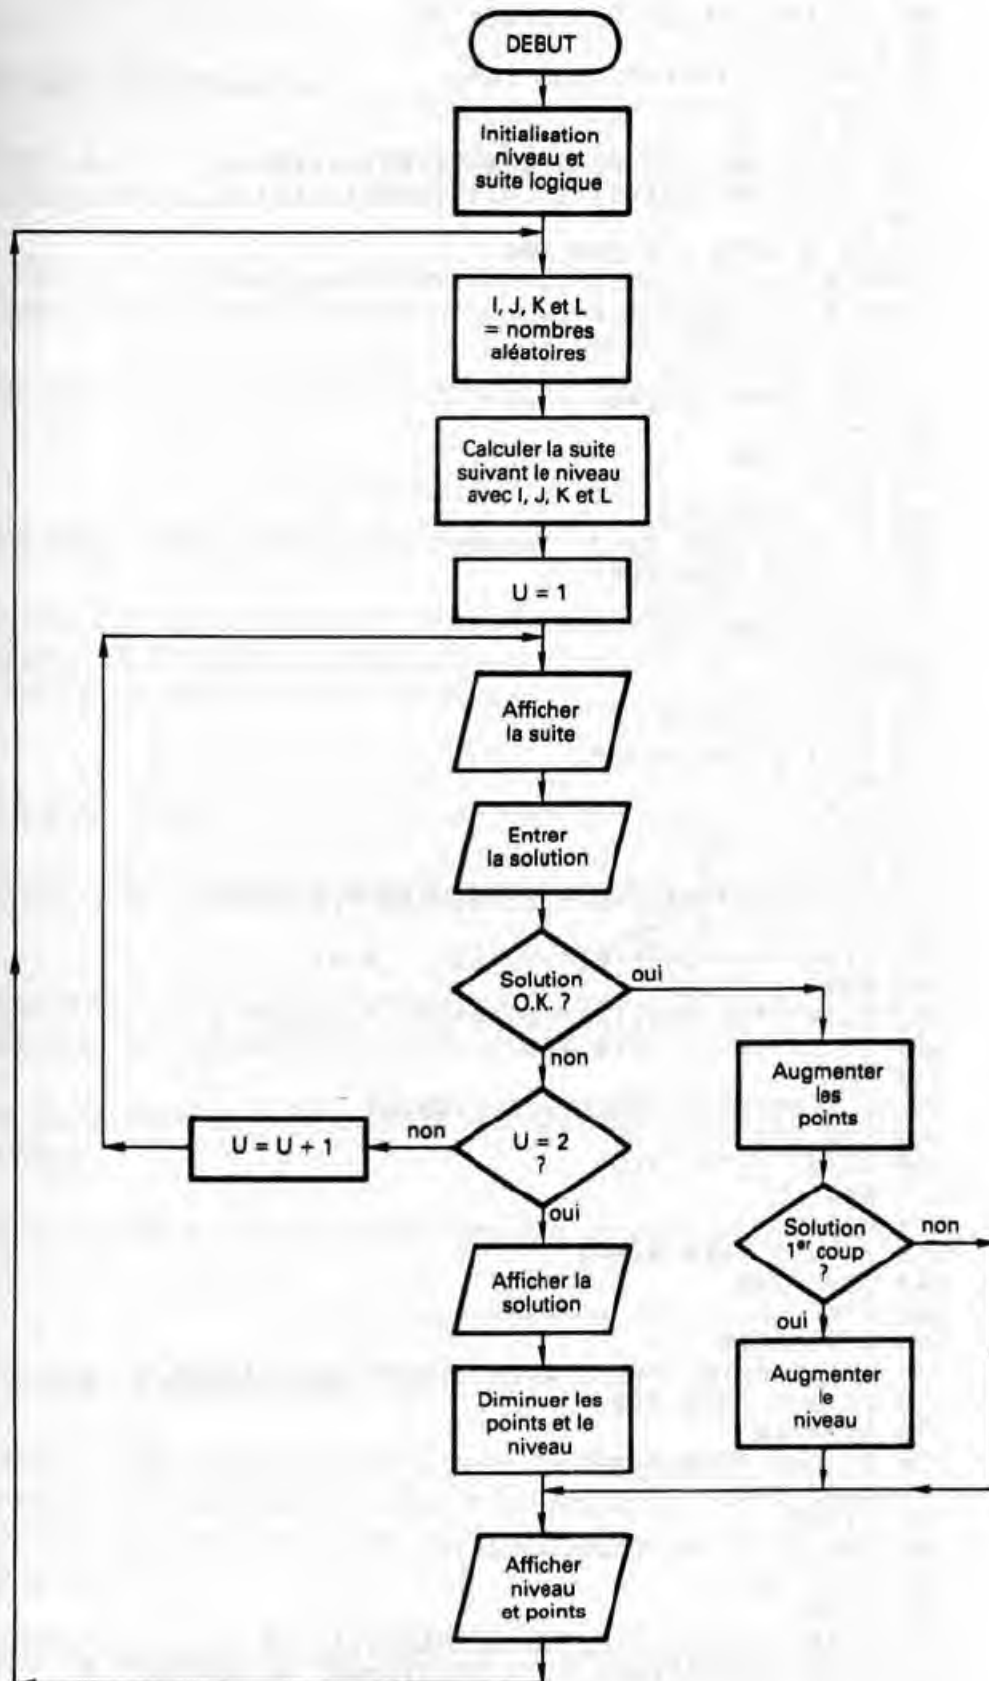 DEBUT
Initialisation
niveau et
suite logique
I, J, K et L
= nombres
aléatoires
Calculer la suite
suivant le niveau
avec I, J, K et L
U = 1
Afficher
la suite
Entrer
la solution
Solution
O.K. ?
oui
non
Augmenter
les
points
U = 2
?
non
U = U + 1
oui
Solution
1er coup
?
non
oui
Afficher la
solution
Augmenter
le
niveau
Diminuer les
points et le
niveau
Afficher
niveau
et points